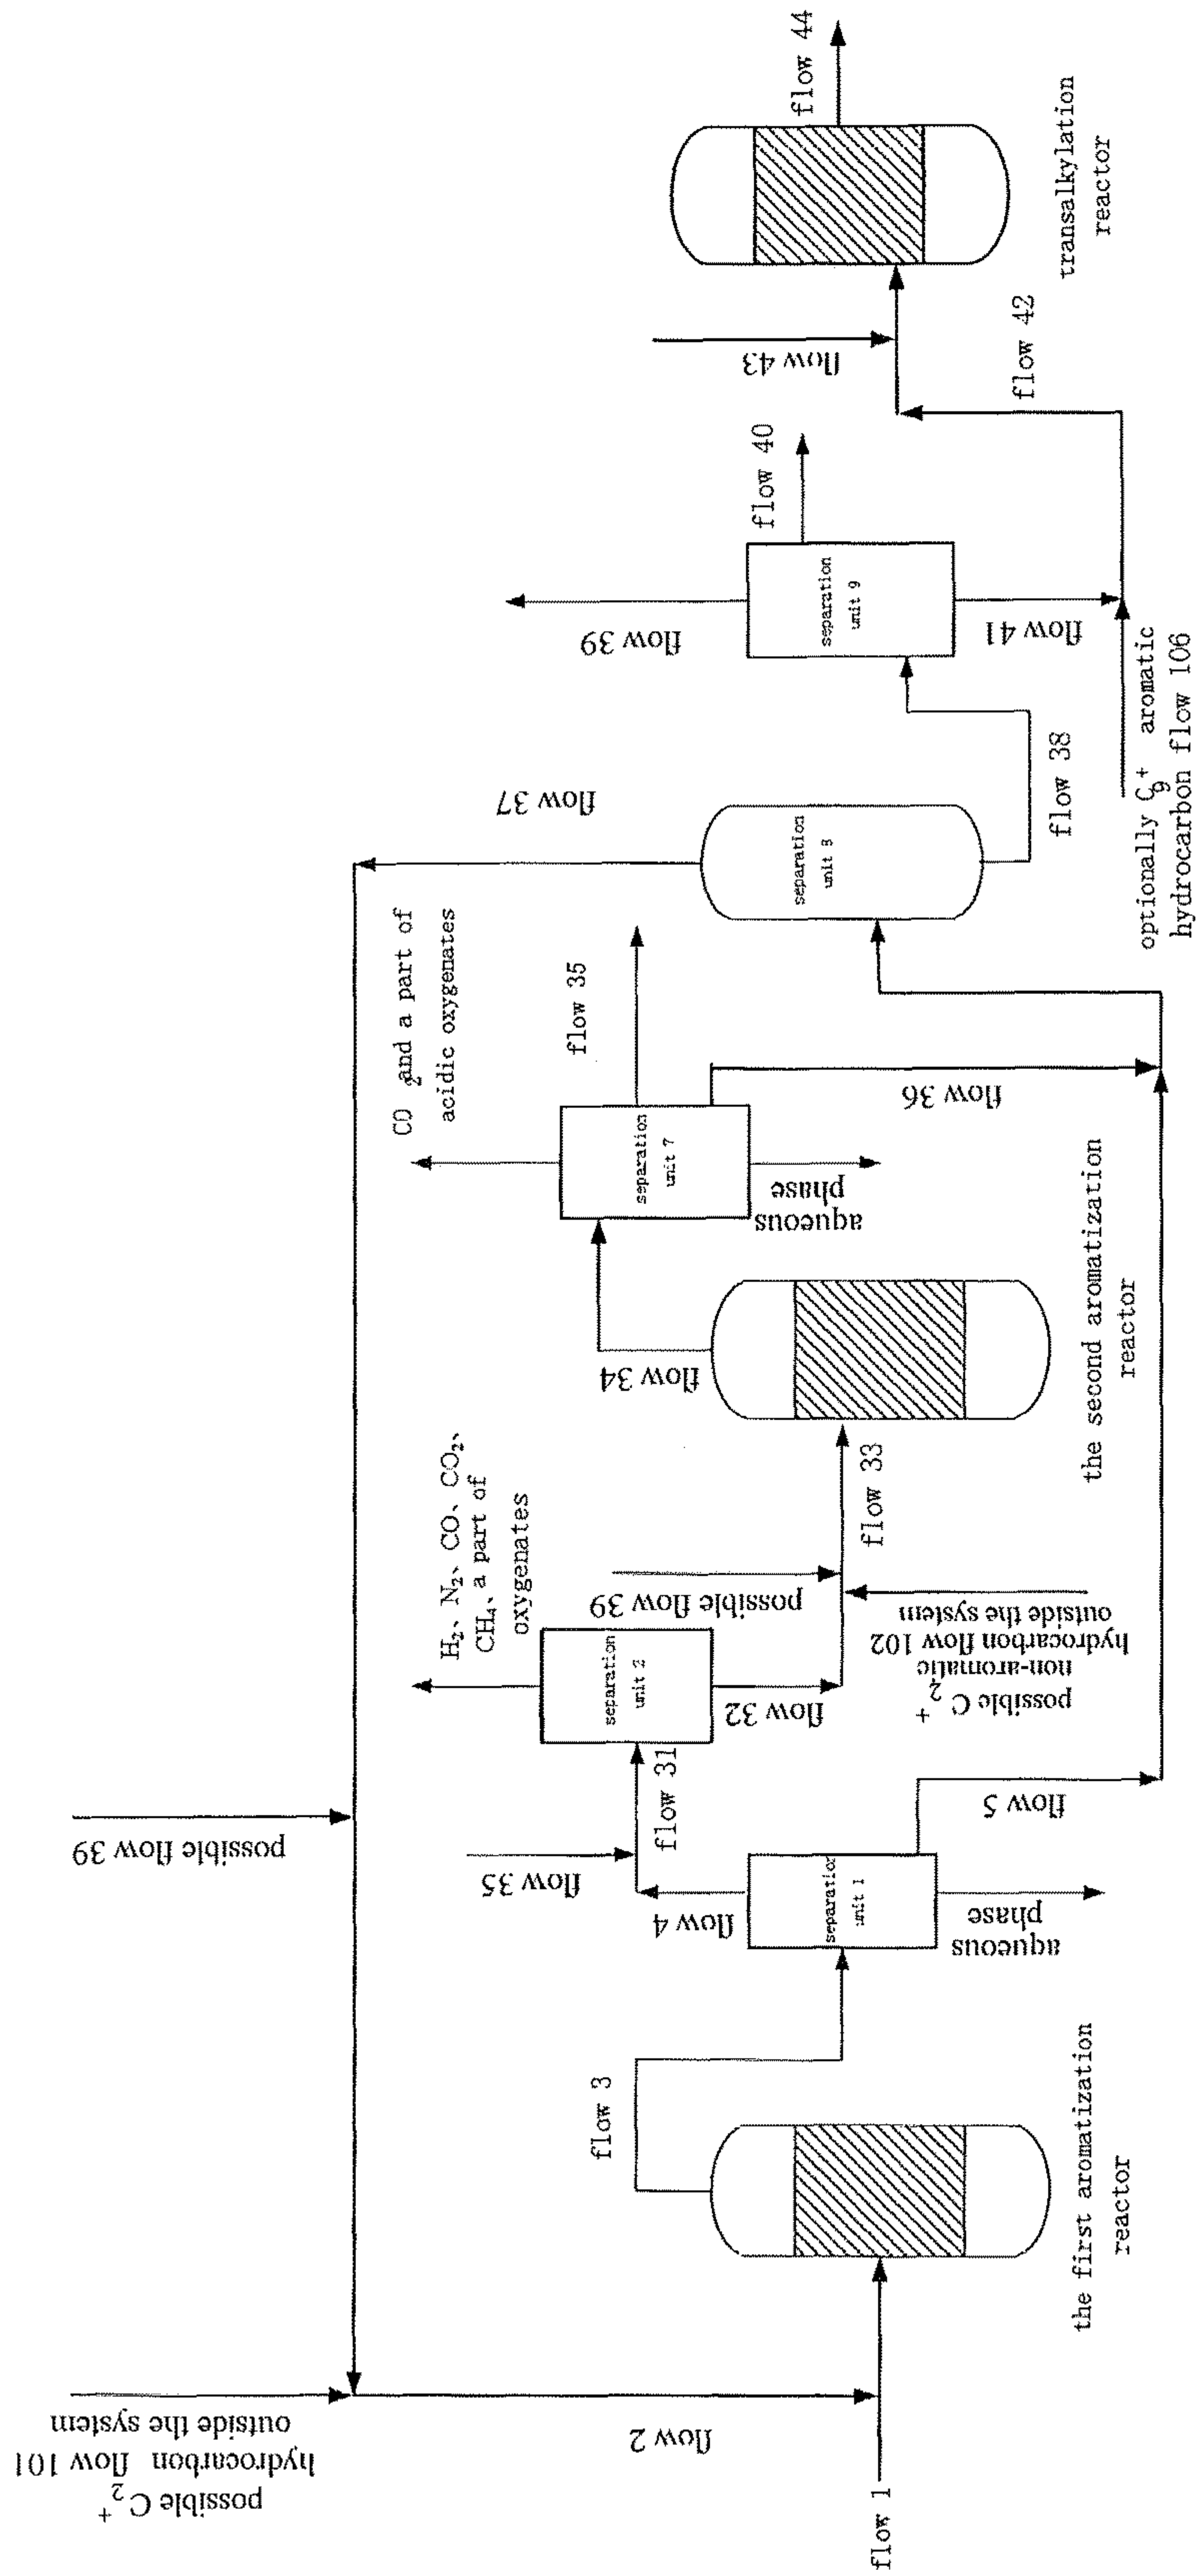 possible C2+
hydrocarbon flow 101
outside the system
flow 1
flow 2
the first aromatization
reactor
flow 3
separation
unit 1
aqueous
phase
flow 4
flow 5
flow 35
possible flow 39
flow 31
separation
unit 2
H2、N2、CO、CO2、
CH4、a part of
oxygenates
flow 32
possible flow 39
possible C2+
non-aromatic
hydrocarbon flow 102
outside the system
flow 33
the second aromatization
reactor
flow 34
separation
unit 7
CO2 and a part of
acidic oxygenates
aqueous
phase
flow 35
flow 36
separation
unit 8
flow 37
flow 38
separation
unit 9
flow 39
flow 40
flow 41
optionally C9+ aromatic
hydrocarbon flow 106
flow 42
flow 43
transalkylation
reactor
flow 44